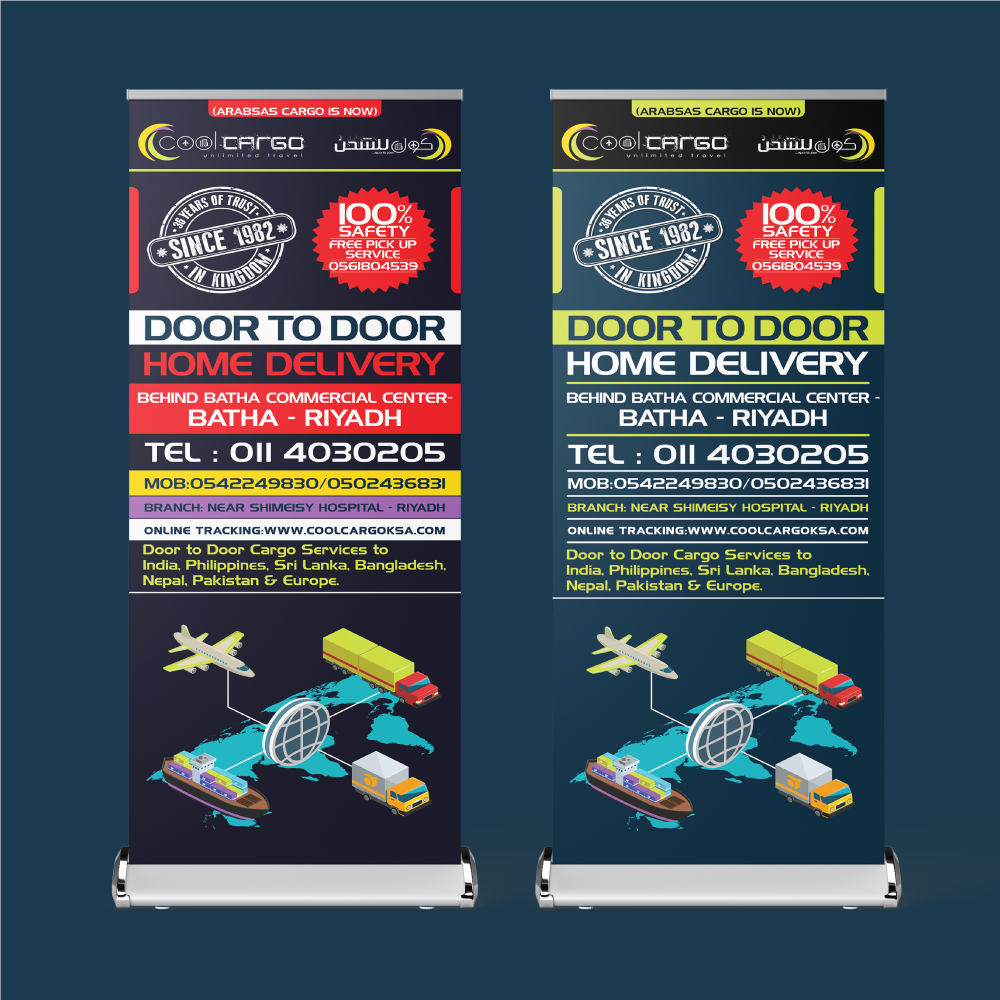 (ARABSAS CARGO IS NOW)
COOL CARGO
unlimited travel
كول للشحن
36 YEARS OF TRUST
SINCE 1982
IN KINGDOM
100%
SAFETY
FREE PICK UP
SERVICE
0561804539
DOOR TO DOOR
HOME DELIVERY
BEHIND BATHA COMMERCIAL CENTER-
BATHA - RIYADH
TEL : 011 4030205
MOB:0542249830/0502436831
BRANCH: NEAR SHIMEISY HOSPITAL - RIYADH
ONLINE TRACKING:WWW.COOLCARGOKSA.COM
Door to Door Cargo Services to
India, Philippines, Sri Lanka, Bangladesh,
Nepal, Pakistan & Europe.
(ARABSAS CARGO IS NOW)
COOL CARGO
unlimited travel
كول للشحن
36 YEARS OF TRUST
SINCE 1982
IN KINGDOM
100%
SAFETY
FREE PICK UP
SERVICE
0561804539
DOOR TO DOOR
HOME DELIVERY
BEHIND BATHA COMMERCIAL CENTER -
BATHA - RIYADH
TEL : 011 4030205
MOB:0542249830/0502436831
BRANCH: NEAR SHIMEISY HOSPITAL - RIYADH
ONLINE TRACKING:WWW.COOLCARGOKSA.COM
Door to Door Cargo Services to
India, Philippines, Sri Lanka, Bangladesh,
Nepal, Pakistan & Europe.